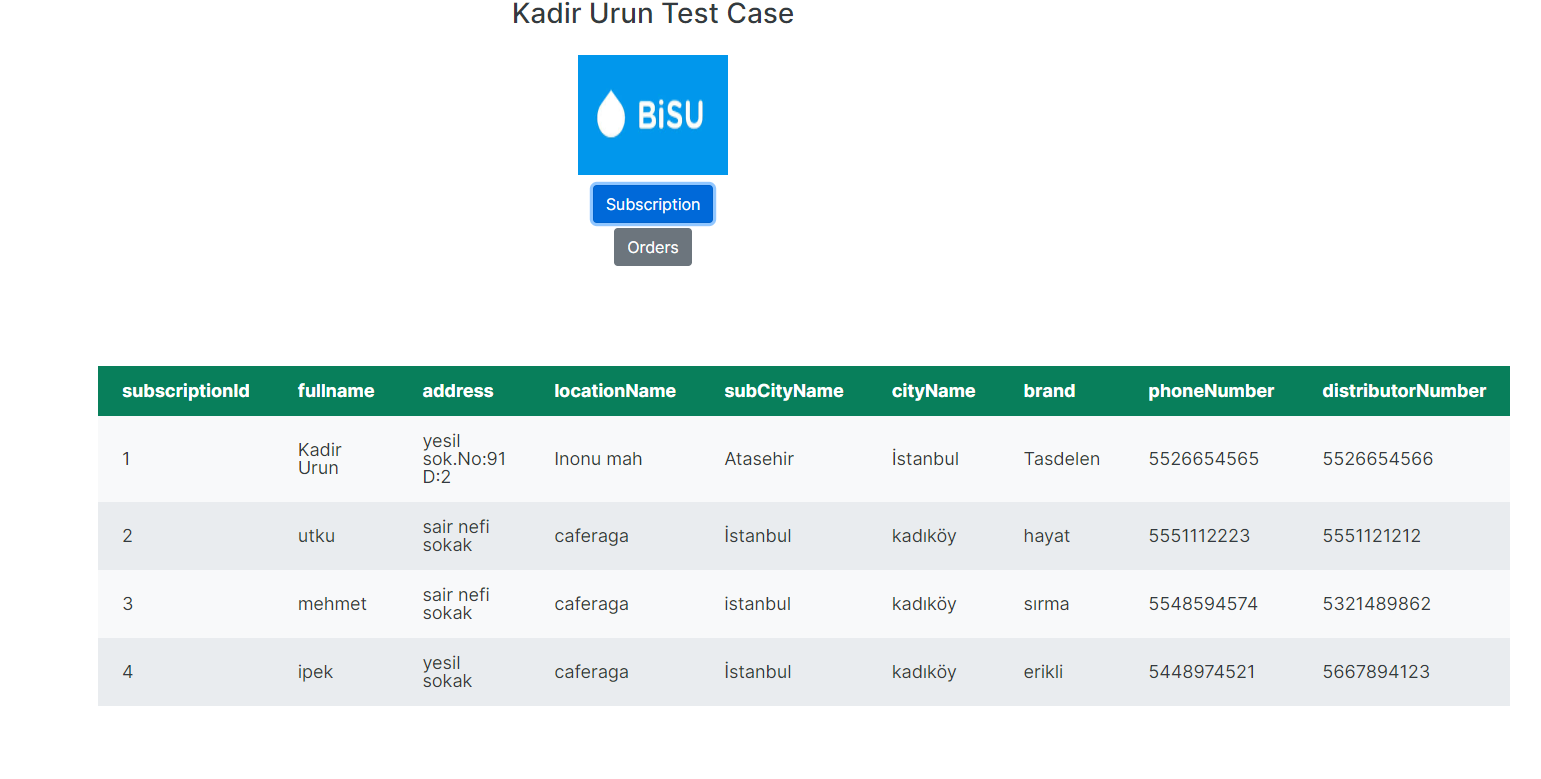 Kadir Urun Test Case
BiSU
Subscription
Orders
subscriptionId fullname address locationName subCityName cityName brand phoneNumber distributorNumber
1 Kadir Urun yesil sok.No:91 D:2 Inonu mah Atasehir İstanbul Tasdelen 5526654565 5526654566
2 utku sair nefi sokak caferaga İstanbul kadıköy hayat 5551112223 5551121212
3 mehmet sair nefi sokak caferaga istanbul kadıköy sırma 5548594574 5321489862
4 ipek yesil sokak caferaga İstanbul kadıköy erikli 5448974521 5667894123